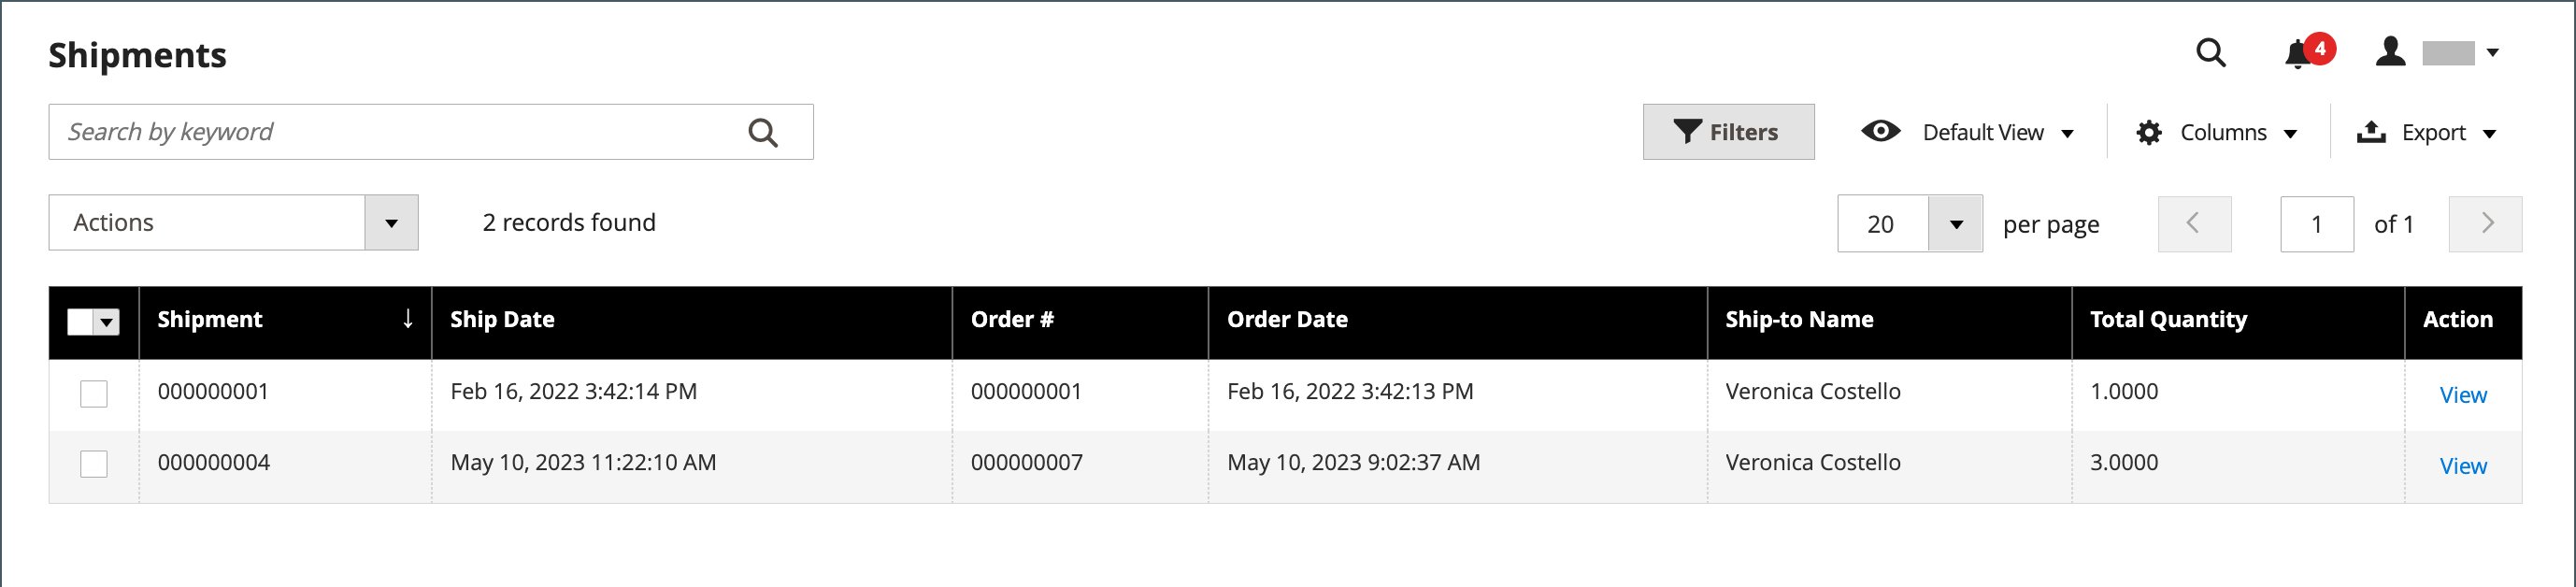 Shipments
4
Search by keyword
Filters
Default View
Columns
Export
Actions
2 records found
20
per page
1
of 1
Shipment ↓ Ship Date Order # Order Date Ship-to Name Total Quantity Action
000000001 Feb 16, 2022 3:42:14 PM 000000001 Feb 16, 2022 3:42:13 PM Veronica Costello 1.0000 View
000000004 May 10, 2023 11:22:10 AM 000000007 May 10, 2023 9:02:37 AM Veronica Costello 3.0000 View